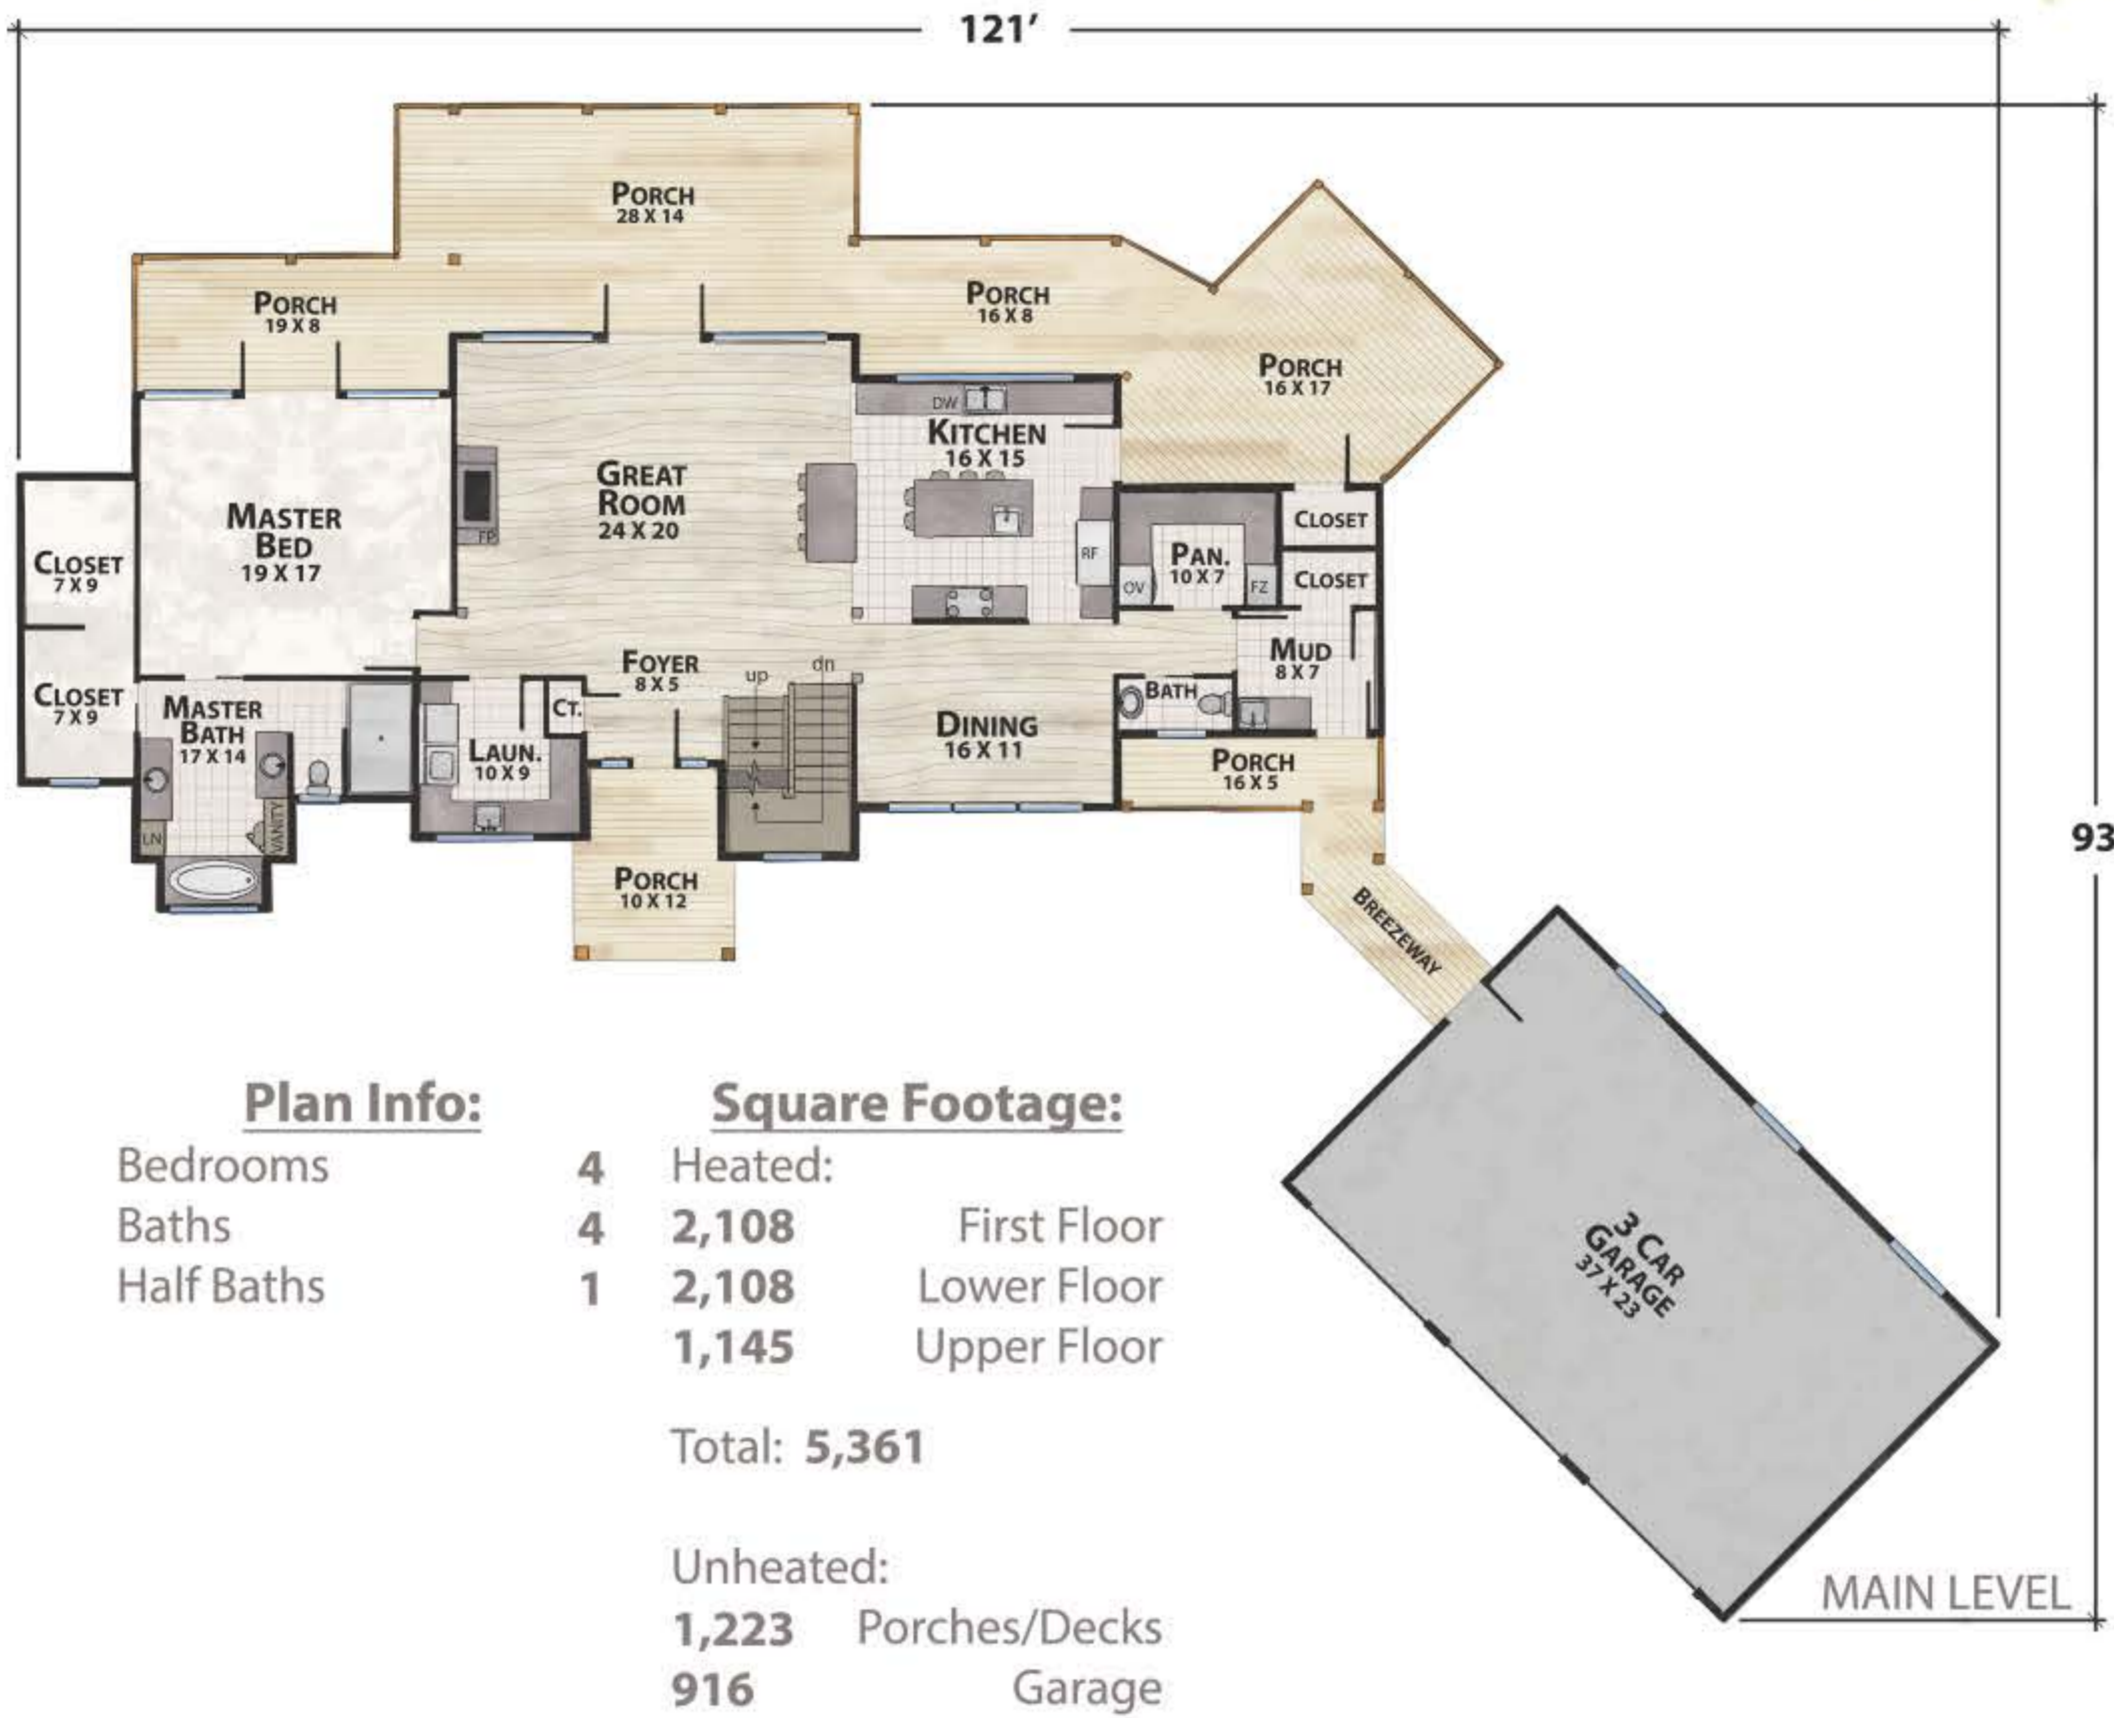 121'
PORCH
28 X 14
PORCH
19 X 8
PORCH
16 X 8
PORCH
16 X 17
DW
KITCHEN
16 X 15
GREAT
ROOM
24 X 20
FP
MASTER
BED
19 X 17
CLOSET
7 X 9
CLOSET
7 X 9
RF
PAN.
10 X 7
OV
FZ
CLOSET
CLOSET
MUD
8 X 7
BATH
FOYER
8 X 5
up
dn
CT.
MASTER
BATH
17 X 14
LAUN.
10 X 9
DINING
16 X 11
PORCH
16 X 5
LN
VANITY
PORCH
10 X 12
BREEZEWAY
93
3 CAR
GARAGE
37 X 23
Plan Info:
Bedrooms 4
Baths 4
Half Baths 1
Square Footage:
Heated:
2,108 First Floor
2,108 Lower Floor
1,145 Upper Floor
Total: 5,361
Unheated:
1,223 Porches/Decks
916 Garage
MAIN LEVEL